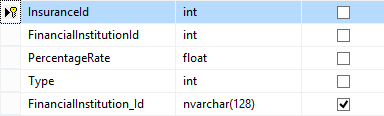 InsuranceId int
FinancialInstitutionId int
PercentageRate float
Type int
FinancialInstitution_Id nvarchar(128)